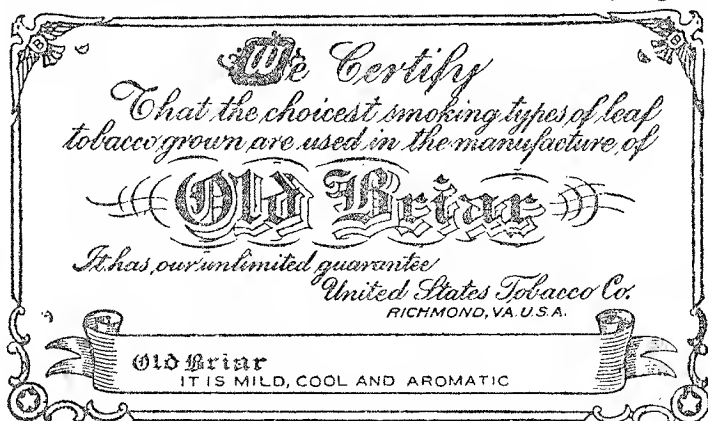 We Certify
That the choicest smoking types of leaf
tobacco grown are used in the manufacture of
Old Briar
It has our unlimited guarantee
United States Tobacco Co.
RICHMOND, VA. U.S.A.
Old Briar
IT IS MILD, COOL AND AROMATIC